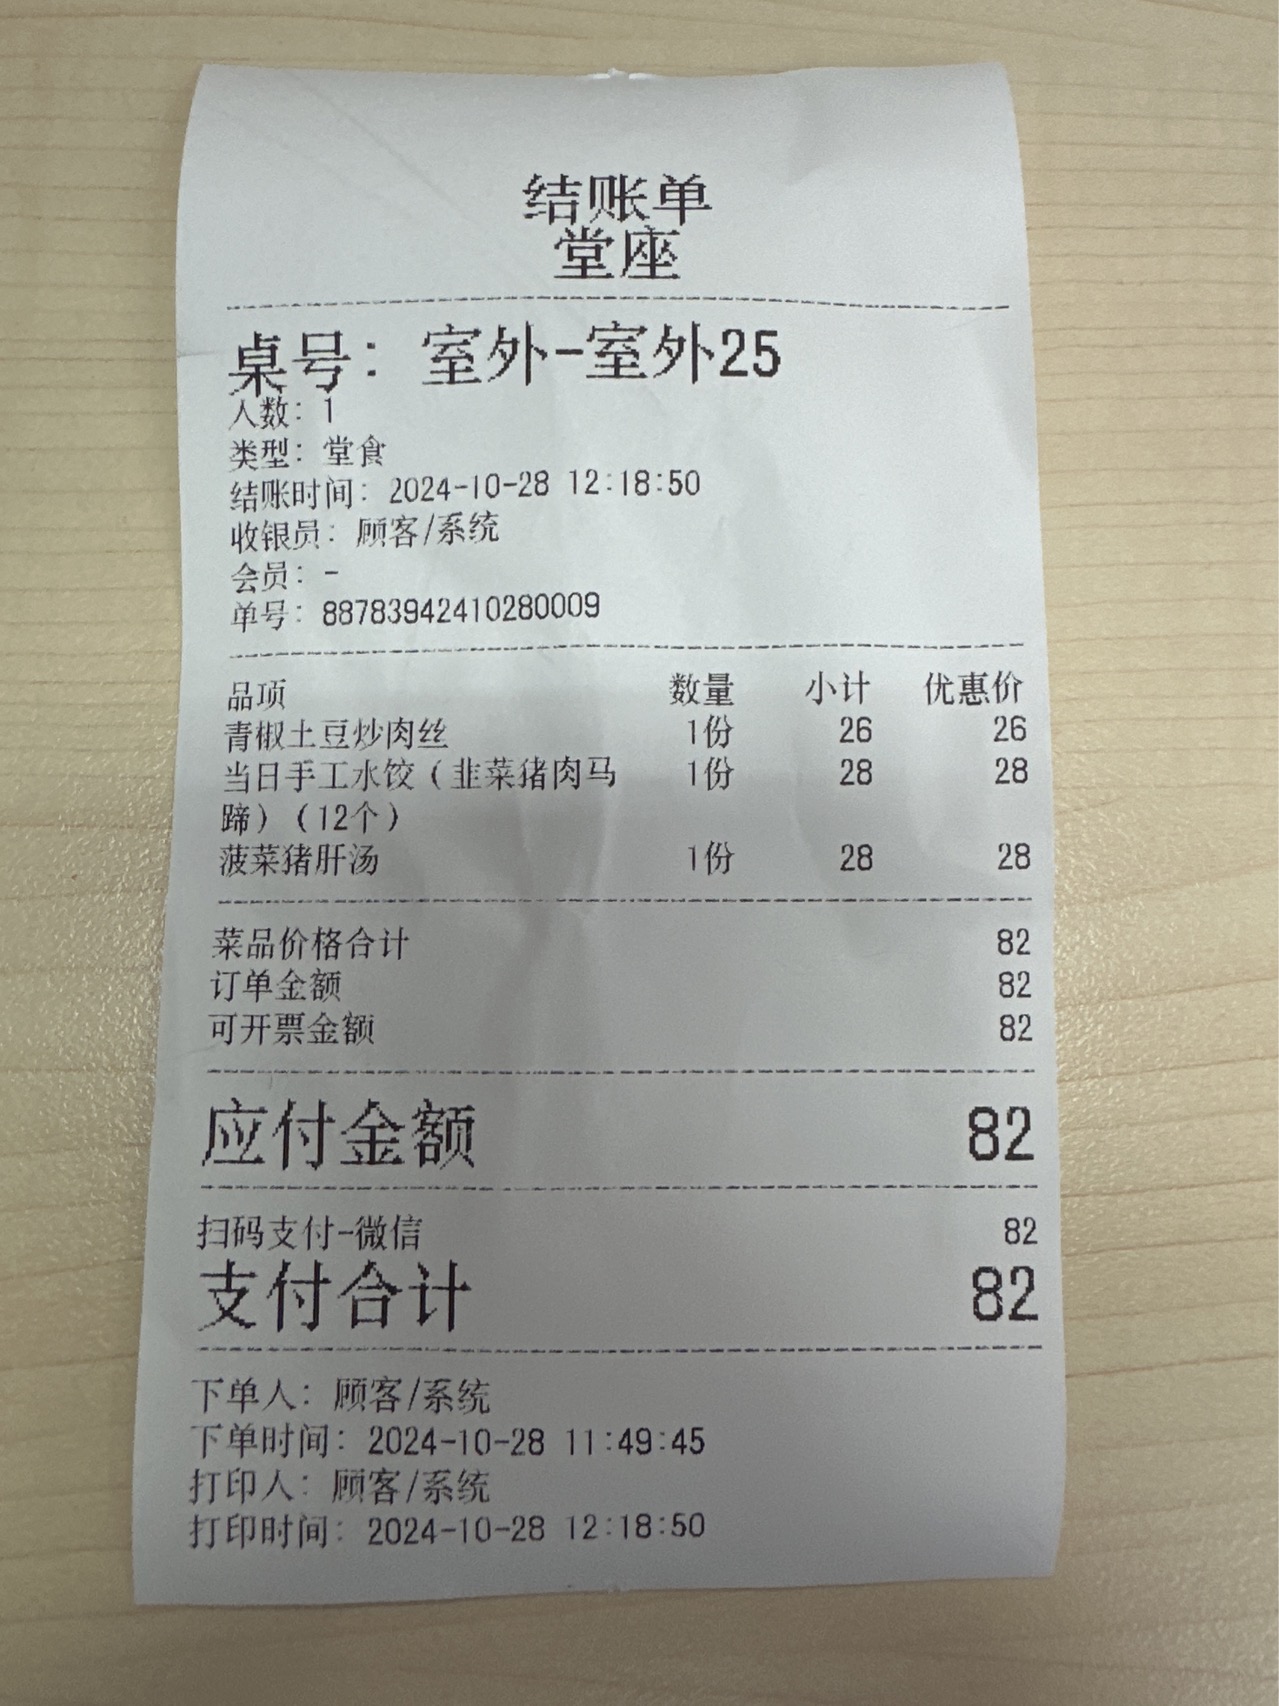 结账单
堂座
桌号：室外-室外25
人数：1
类型：堂食
结账时间：2024-10-28 12:18:50
收银员：顾客/系统
会员：-
单号：88783942410280009
品项 数量 小计 优惠价
青椒土豆炒肉丝 1份 26 26
当日手工水饺（韭菜猪肉马 1份 28 28
蹄）（12个）
菠菜猪肝汤 1份 28 28
菜品价格合计 82
订单金额 82
可开票金额 82
应付金额 82
扫码支付-微信 82
支付合计 82
下单人：顾客/系统
下单时间：2024-10-28 11:49:45
打印人：顾客/系统
打印时间：2024-10-28 12:18:50